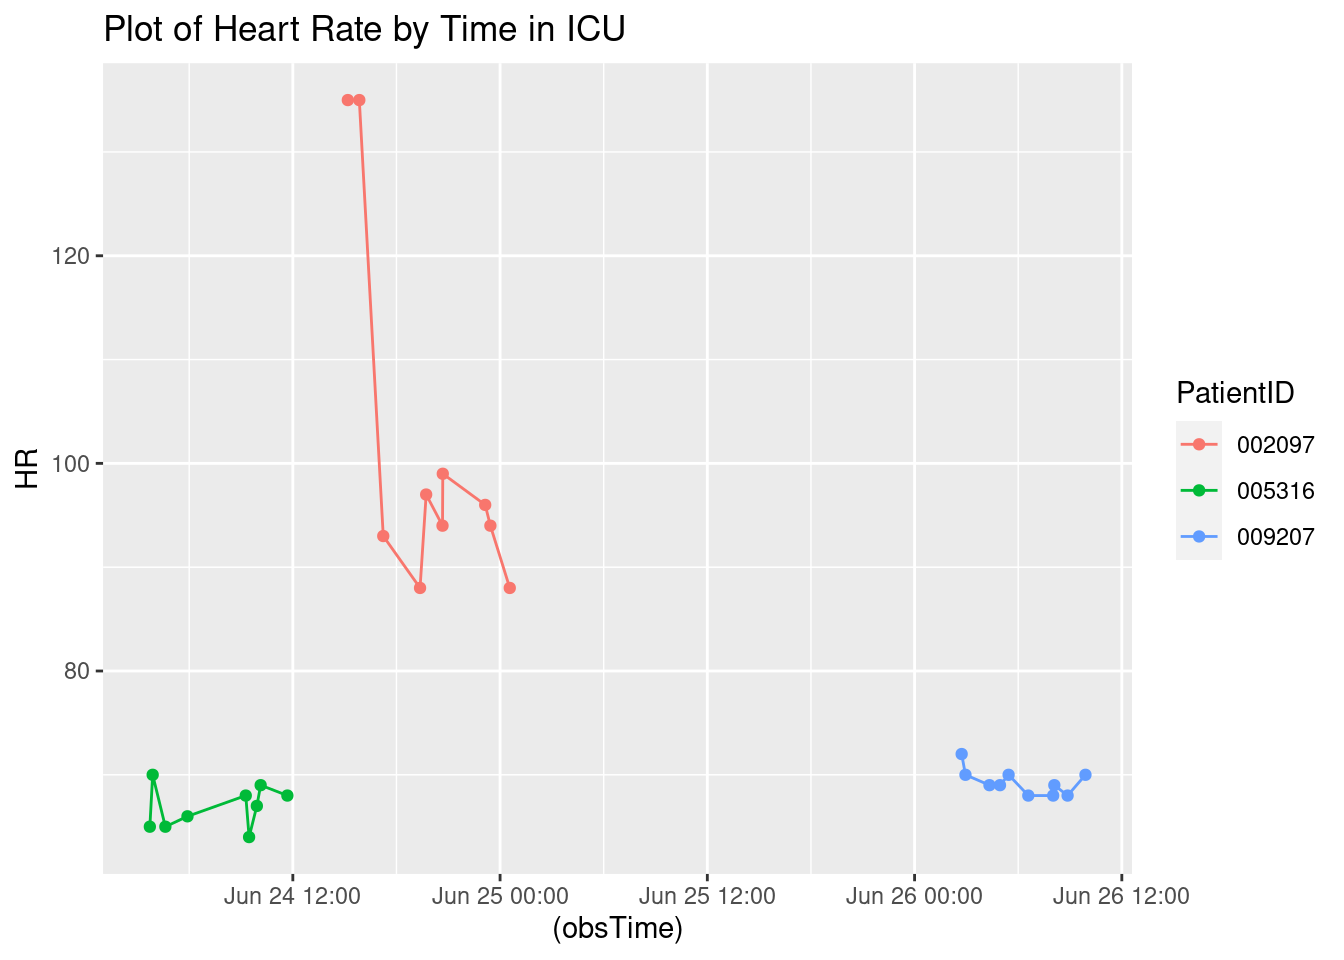 Plot of Heart Rate by Time in ICU
120
100
80
HR
Jun 24 12:00
Jun 25 00:00
Jun 25 12:00
Jun 26 00:00
Jun 26 12:00
(obsTime)
PatientID
002097
005316
009207